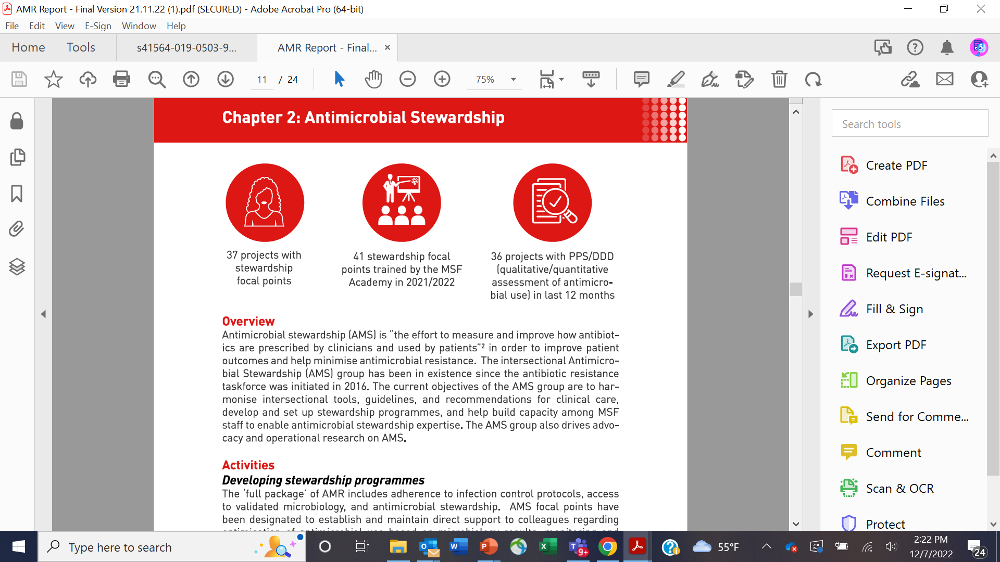 AMR Report - Final Version 21.11.22 (1).pdf (SECURED) - Adobe Acrobat Pro (64-bit)
File Edit View E-Sign Window Help
Home Tools s41564-019-0503-9... AMR Report - Final... ×
11 / 24 75%
Chapter 2: Antimicrobial Stewardship
37 projects with
stewardship
focal points
41 stewardship focal
points trained by the MSF
Academy in 2021/2022
36 projects with PPS/DDD
(qualitative/quantitative
assessment of antimicro-
bial use) in last 12 months
Overview
Antimicrobial stewardship (AMS) is “the effort to measure and improve how antibiot-
ics are prescribed by clinicians and used by patients”² in order to improve patient
outcomes and help minimise antimicrobial resistance. The intersectional Antimicro-
bial Stewardship (AMS) group has been in existence since the antibiotic resistance
taskforce was initiated in 2016. The current objectives of the AMS group are to har-
monise intersectional tools, guidelines, and recommendations for clinical care,
develop and set up stewardship programmes, and help build capacity among MSF
staff to enable antimicrobial stewardship expertise. The AMS group also drives advo-
cacy and operational research on AMS.
Activities
Developing stewardship programmes
The ‘full package’ of AMR includes adherence to infection control protocols, access
to validated microbiology, and antimicrobial stewardship. AMS focal points have
been designated to establish and maintain direct support to colleagues regarding
Search tools
Create PDF
Combine Files
Edit PDF
Request E-signat...
Fill & Sign
Export PDF
Organize Pages
Send for Comme...
Comment
Scan & OCR
Protect
Type here to search
9+
55°F
2:22 PM
12/7/2022
24